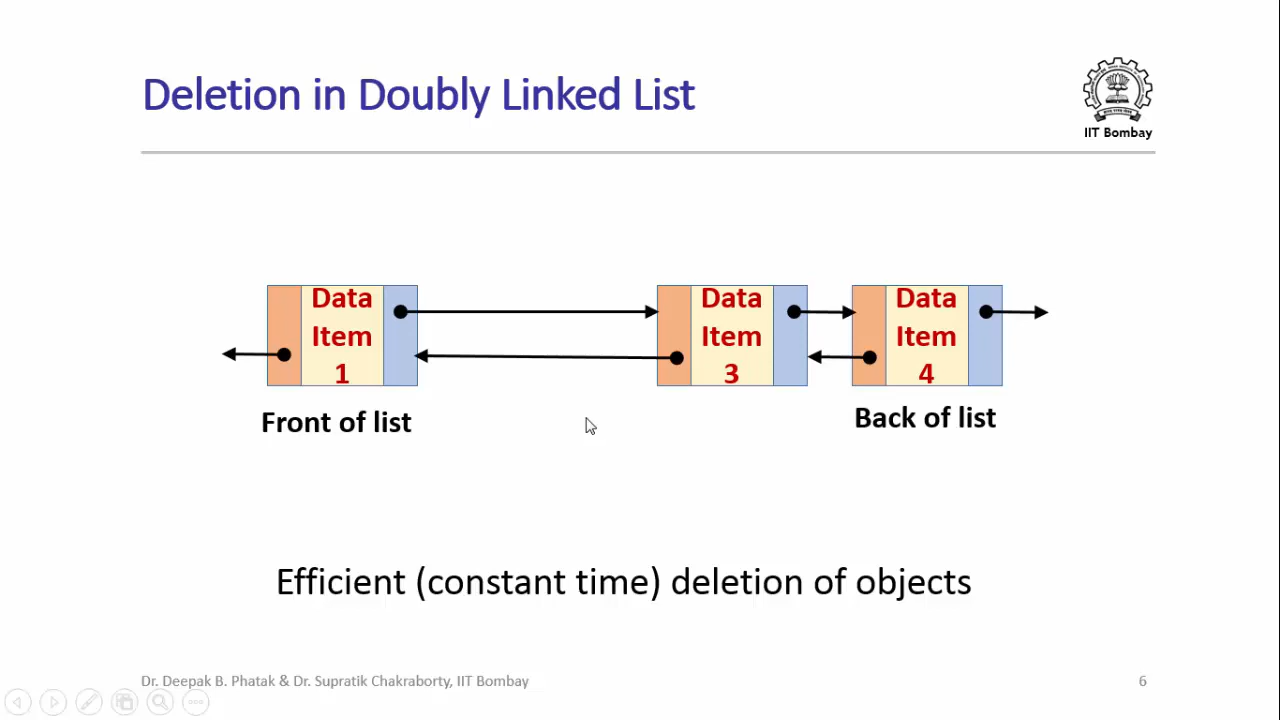 Deletion in Doubly Linked List
IIT Bombay
Data
Item
1
Data
Item
3
Data
Item
4
Front of list
Back of list
Efficient (constant time) deletion of objects
Dr. Deepak B. Phatak & Dr. Supratik Chakraborty, IIT Bombay
6